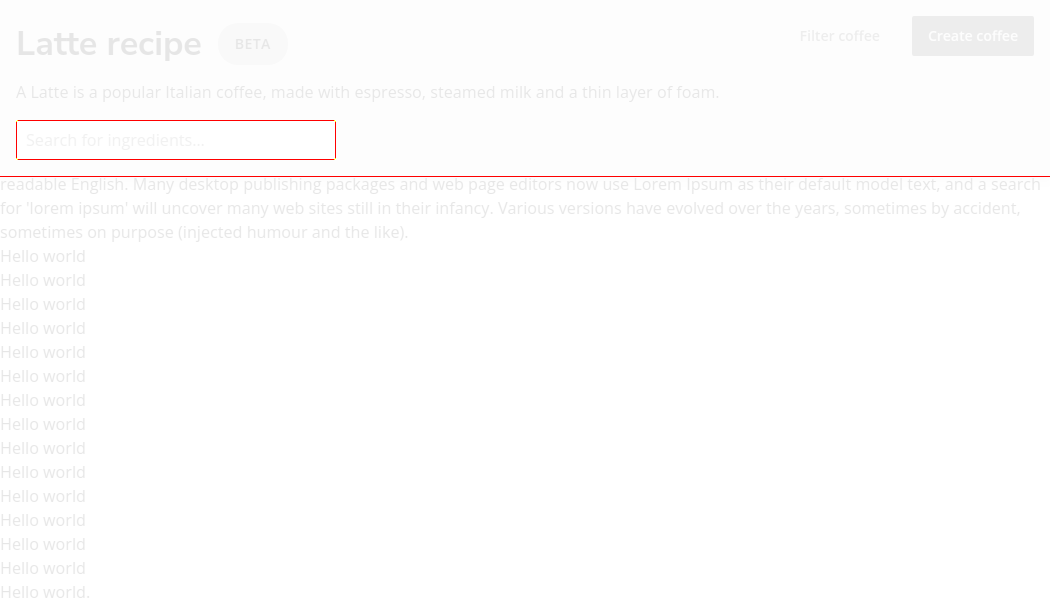 Latte recipe BETA Filter coffee Create coffee
A Latte is a popular Italian coffee, made with espresso, steamed milk and a thin layer of foam.
Search for ingredients...
readable English. Many desktop publishing packages and web page editors now use Lorem Ipsum as their default model text, and a search
for 'lorem ipsum' will uncover many web sites still in their infancy. Various versions have evolved over the years, sometimes by accident,
sometimes on purpose (injected humour and the like).
Hello world
Hello world
Hello world
Hello world
Hello world
Hello world
Hello world
Hello world
Hello world
Hello world
Hello world
Hello world
Hello world
Hello world
Hello world.